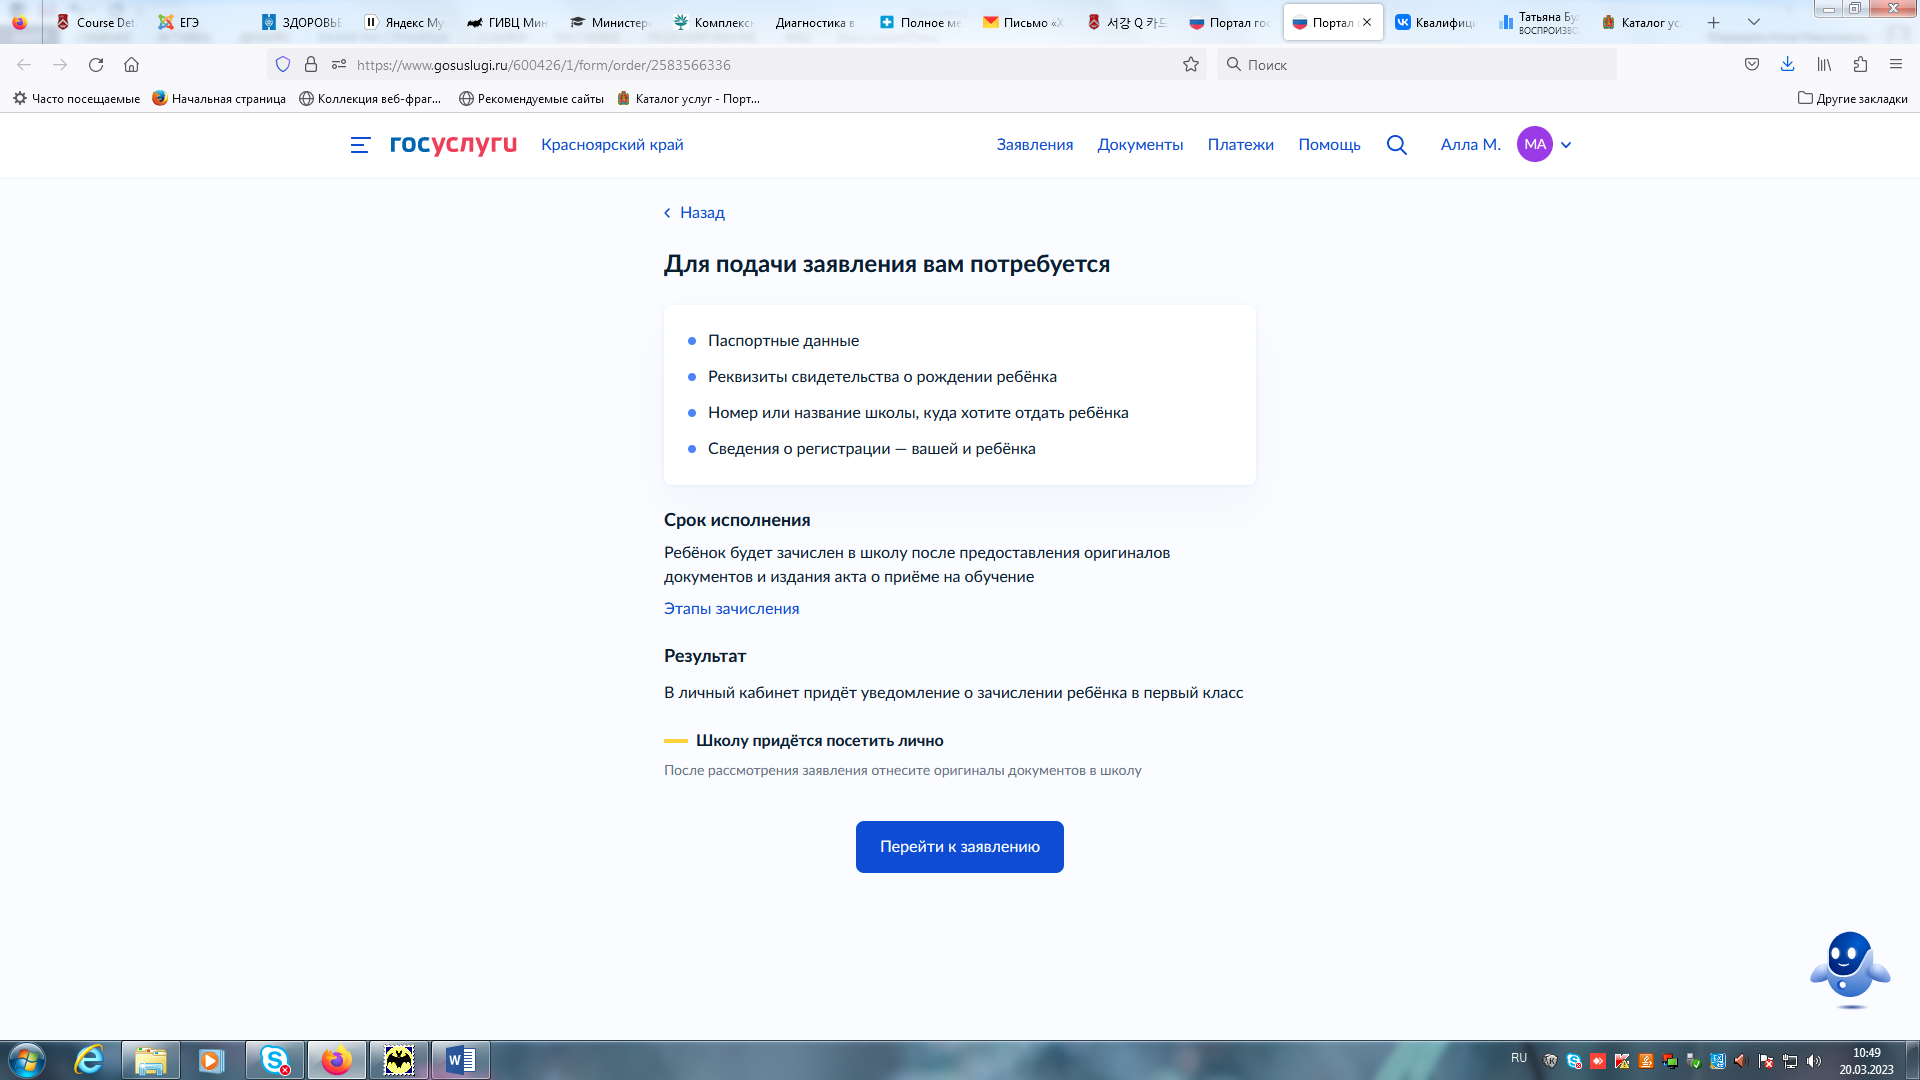 Course Det
ЕГЭ
ЗДОРОВЬЕ
Яндекс Му
ГИВЦ Мин
Министер
Комплексн
Диагностика в
Полное ме
Письмо «Х
서강 Q 카드
Портал гос
Портал
Квалифиц
Татьяна Бу
ВОСПРОИЗВО
Каталог ус
https://www.gosuslugi.ru/600426/1/form/order/2583566336
Поиск
Часто посещаемые
Начальная страница
Коллекция веб-фраг...
Рекомендуемые сайты
Каталог услуг - Порт...
Другие закладки
госуслуги
Красноярский край
Заявления
Документы
Платежи
Помощь
Алла М.
МА
Назад
Для подачи заявления вам потребуется
Паспортные данные
Реквизиты свидетельства о рождении ребёнка
Номер или название школы, куда хотите отдать ребёнка
Сведения о регистрации — вашей и ребёнка
Срок исполнения
Ребёнок будет зачислен в школу после предоставления оригиналов
документов и издания акта о приёме на обучение
Этапы зачисления
Результат
В личный кабинет придёт уведомление о зачислении ребёнка в первый класс
Школу придётся посетить лично
После рассмотрения заявления отнесите оригиналы документов в школу
Перейти к заявлению
RU
10:49
20.03.2023